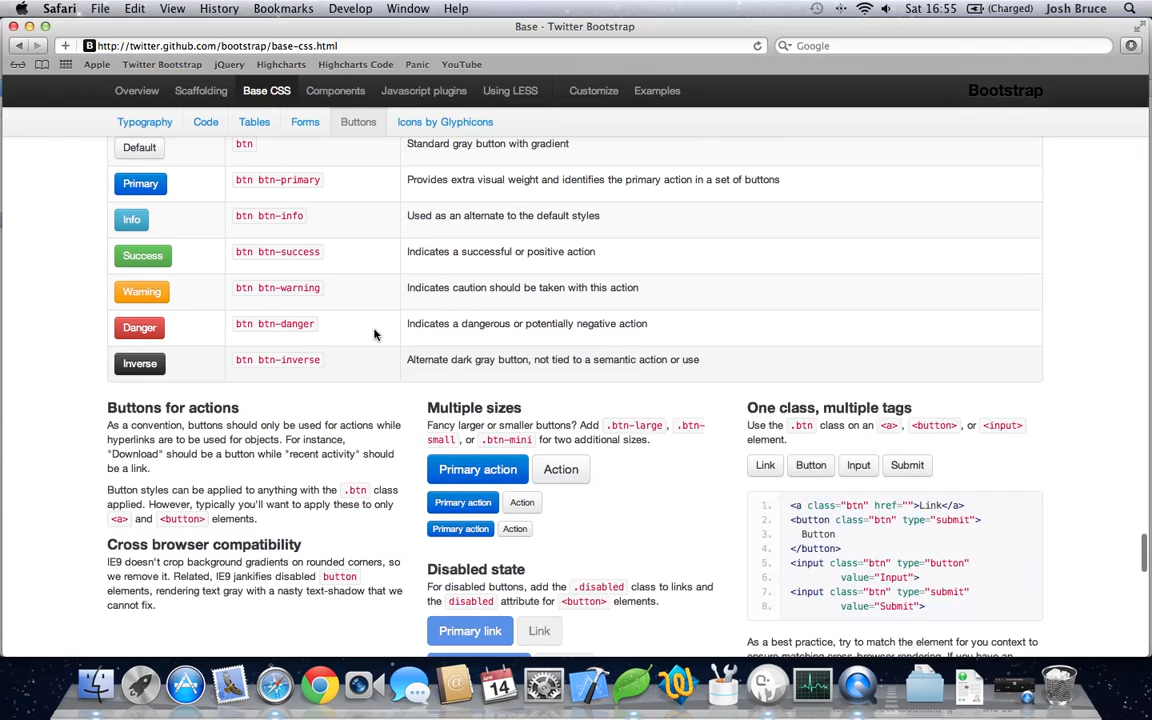 Safari File Edit View History Bookmarks Develop Window Help Sat 16:55 (Charged) Josh Bruce
Base - Twitter Bootstrap
http://twitter.github.com/bootstrap/base-css.html Google
Apple Twitter Bootstrap jQuery Highcharts Highcharts Code Panic YouTube
Overview Scaffolding Base CSS Components Javascript plugins Using LESS Customize Examples Bootstrap
Typography Code Tables Forms Buttons Icons by Glyphicons
Default btn Standard gray button with gradient
Primary btn btn-primary Provides extra visual weight and identifies the primary action in a set of buttons
Info btn btn-info Used as an alternate to the default styles
Success btn btn-success Indicates a successful or positive action
Warning btn btn-warning Indicates caution should be taken with this action
Danger btn btn-danger Indicates a dangerous or potentially negative action
Inverse btn btn-inverse Alternate dark gray button, not tied to a semantic action or use
Buttons for actions
As a convention, buttons should only be used for actions while
hyperlinks are to be used for objects. For instance,
"Download" should be a button while "recent activity" should
be a link.
Button styles can be applied to anything with the .btn class
applied. However, typically you'll want to apply these to only
<a> and <button> elements.
Cross browser compatibility
IE9 doesn't crop background gradients on rounded corners, so
we remove it. Related, IE9 jankifies disabled button
elements, rendering text gray with a nasty text-shadow that we
cannot fix.
Multiple sizes
Fancy larger or smaller buttons? Add .btn-large, .btn-
small, or .btn-mini for two additional sizes.
Primary action Action
Primary action Action
Primary action Action
Disabled state
For disabled buttons, add the .disabled class to links and
the disabled attribute for <button> elements.
Primary link Link
One class, multiple tags
Use the .btn class on an <a>, <button>, or <input>
element.
Link Button Input Submit
1. <a class="btn" href="">Link</a>
2. <button class="btn" type="submit">
3. Button
4. </button>
5. <input class="btn" type="button"
6. value="Input">
7. <input class="btn" type="submit"
8. value="Submit">
As a best practice, try to match the element for you context to
ensure matching cross-browser rendering. If you have an
APR
14